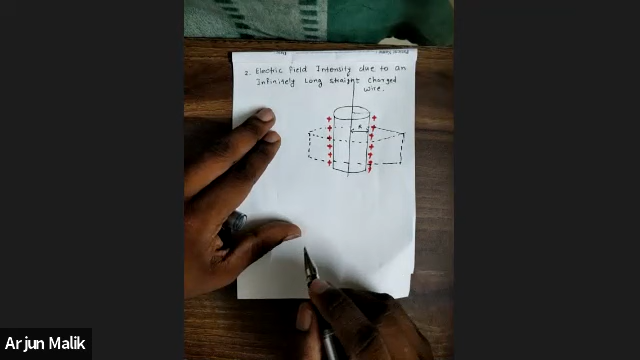 2. Electric Field Intensity due to an
Infinitely Long Straight Charged
Wire.
Arjun Malik